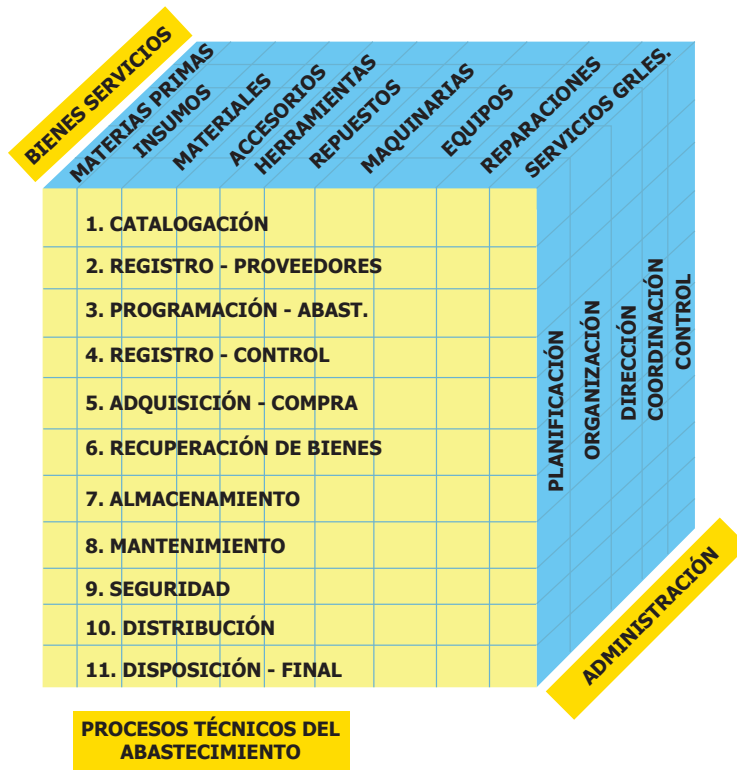 BIENES SERVICIOS
MATERIAS PRIMAS
INSUMOS
MATERIALES
ACCESORIOS
HERRAMIENTAS
REPUESTOS
MAQUINARIAS
EQUIPOS
REPARACIONES
SERVICIOS GRLES.
1. CATALOGACIÓN
2. REGISTRO - PROVEEDORES
3. PROGRAMACIÓN - ABAST.
4. REGISTRO - CONTROL
5. ADQUISICIÓN - COMPRA
6. RECUPERACIÓN DE BIENES
7. ALMACENAMIENTO
8. MANTENIMIENTO
9. SEGURIDAD
10. DISTRIBUCIÓN
11. DISPOSICIÓN - FINAL
PLANIFICACIÓN
ORGANIZACIÓN
DIRECCIÓN
COORDINACIÓN
CONTROL
ADMINISTRACIÓN
PROCESOS TÉCNICOS DEL
ABASTECIMIENTO